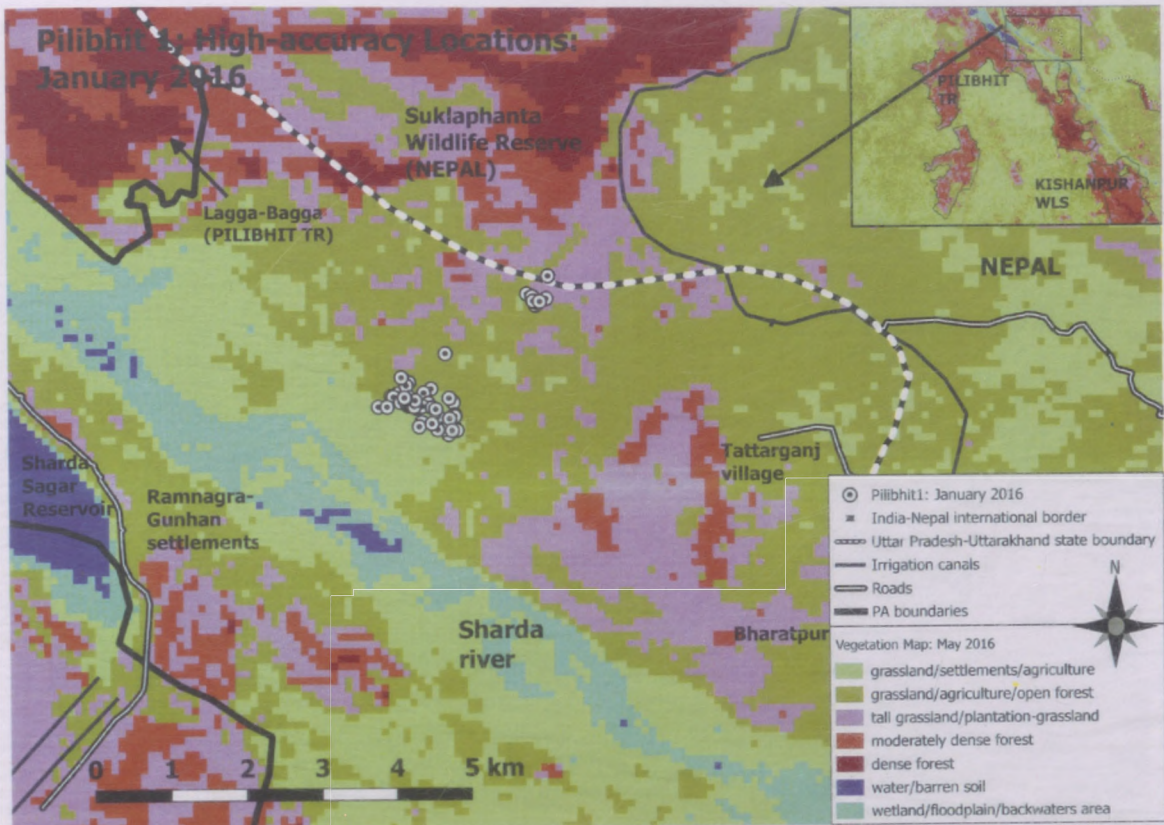 Pilibhit 1: High-accuracy Locations:
January 2016
PILIBHIT
TR
KISHANPUR
WLS
Suklaphanta
Wildlife Reserve
(NEPAL)
Lagga-Bagga
(PILIBHIT TR)
NEPAL
Sharda
Sagar
Reservoir
Ramnagra-
Gunhan
settlements
Tattarganj
village
Sharda
river
Bharatpur
0 1 2 3 4 5 km
Pilibhit1: January 2016
India-Nepal international border
Uttar Pradesh-Uttarakhand state boundary
Irrigation canals
Roads
PA boundaries
N
Vegetation Map: May 2016
grassland/settlements/agriculture
grassland/agriculture/open forest
tall grassland/plantation-grassland
moderately dense forest
dense forest
water/barren soil
wetland/floodplain/backwaters area